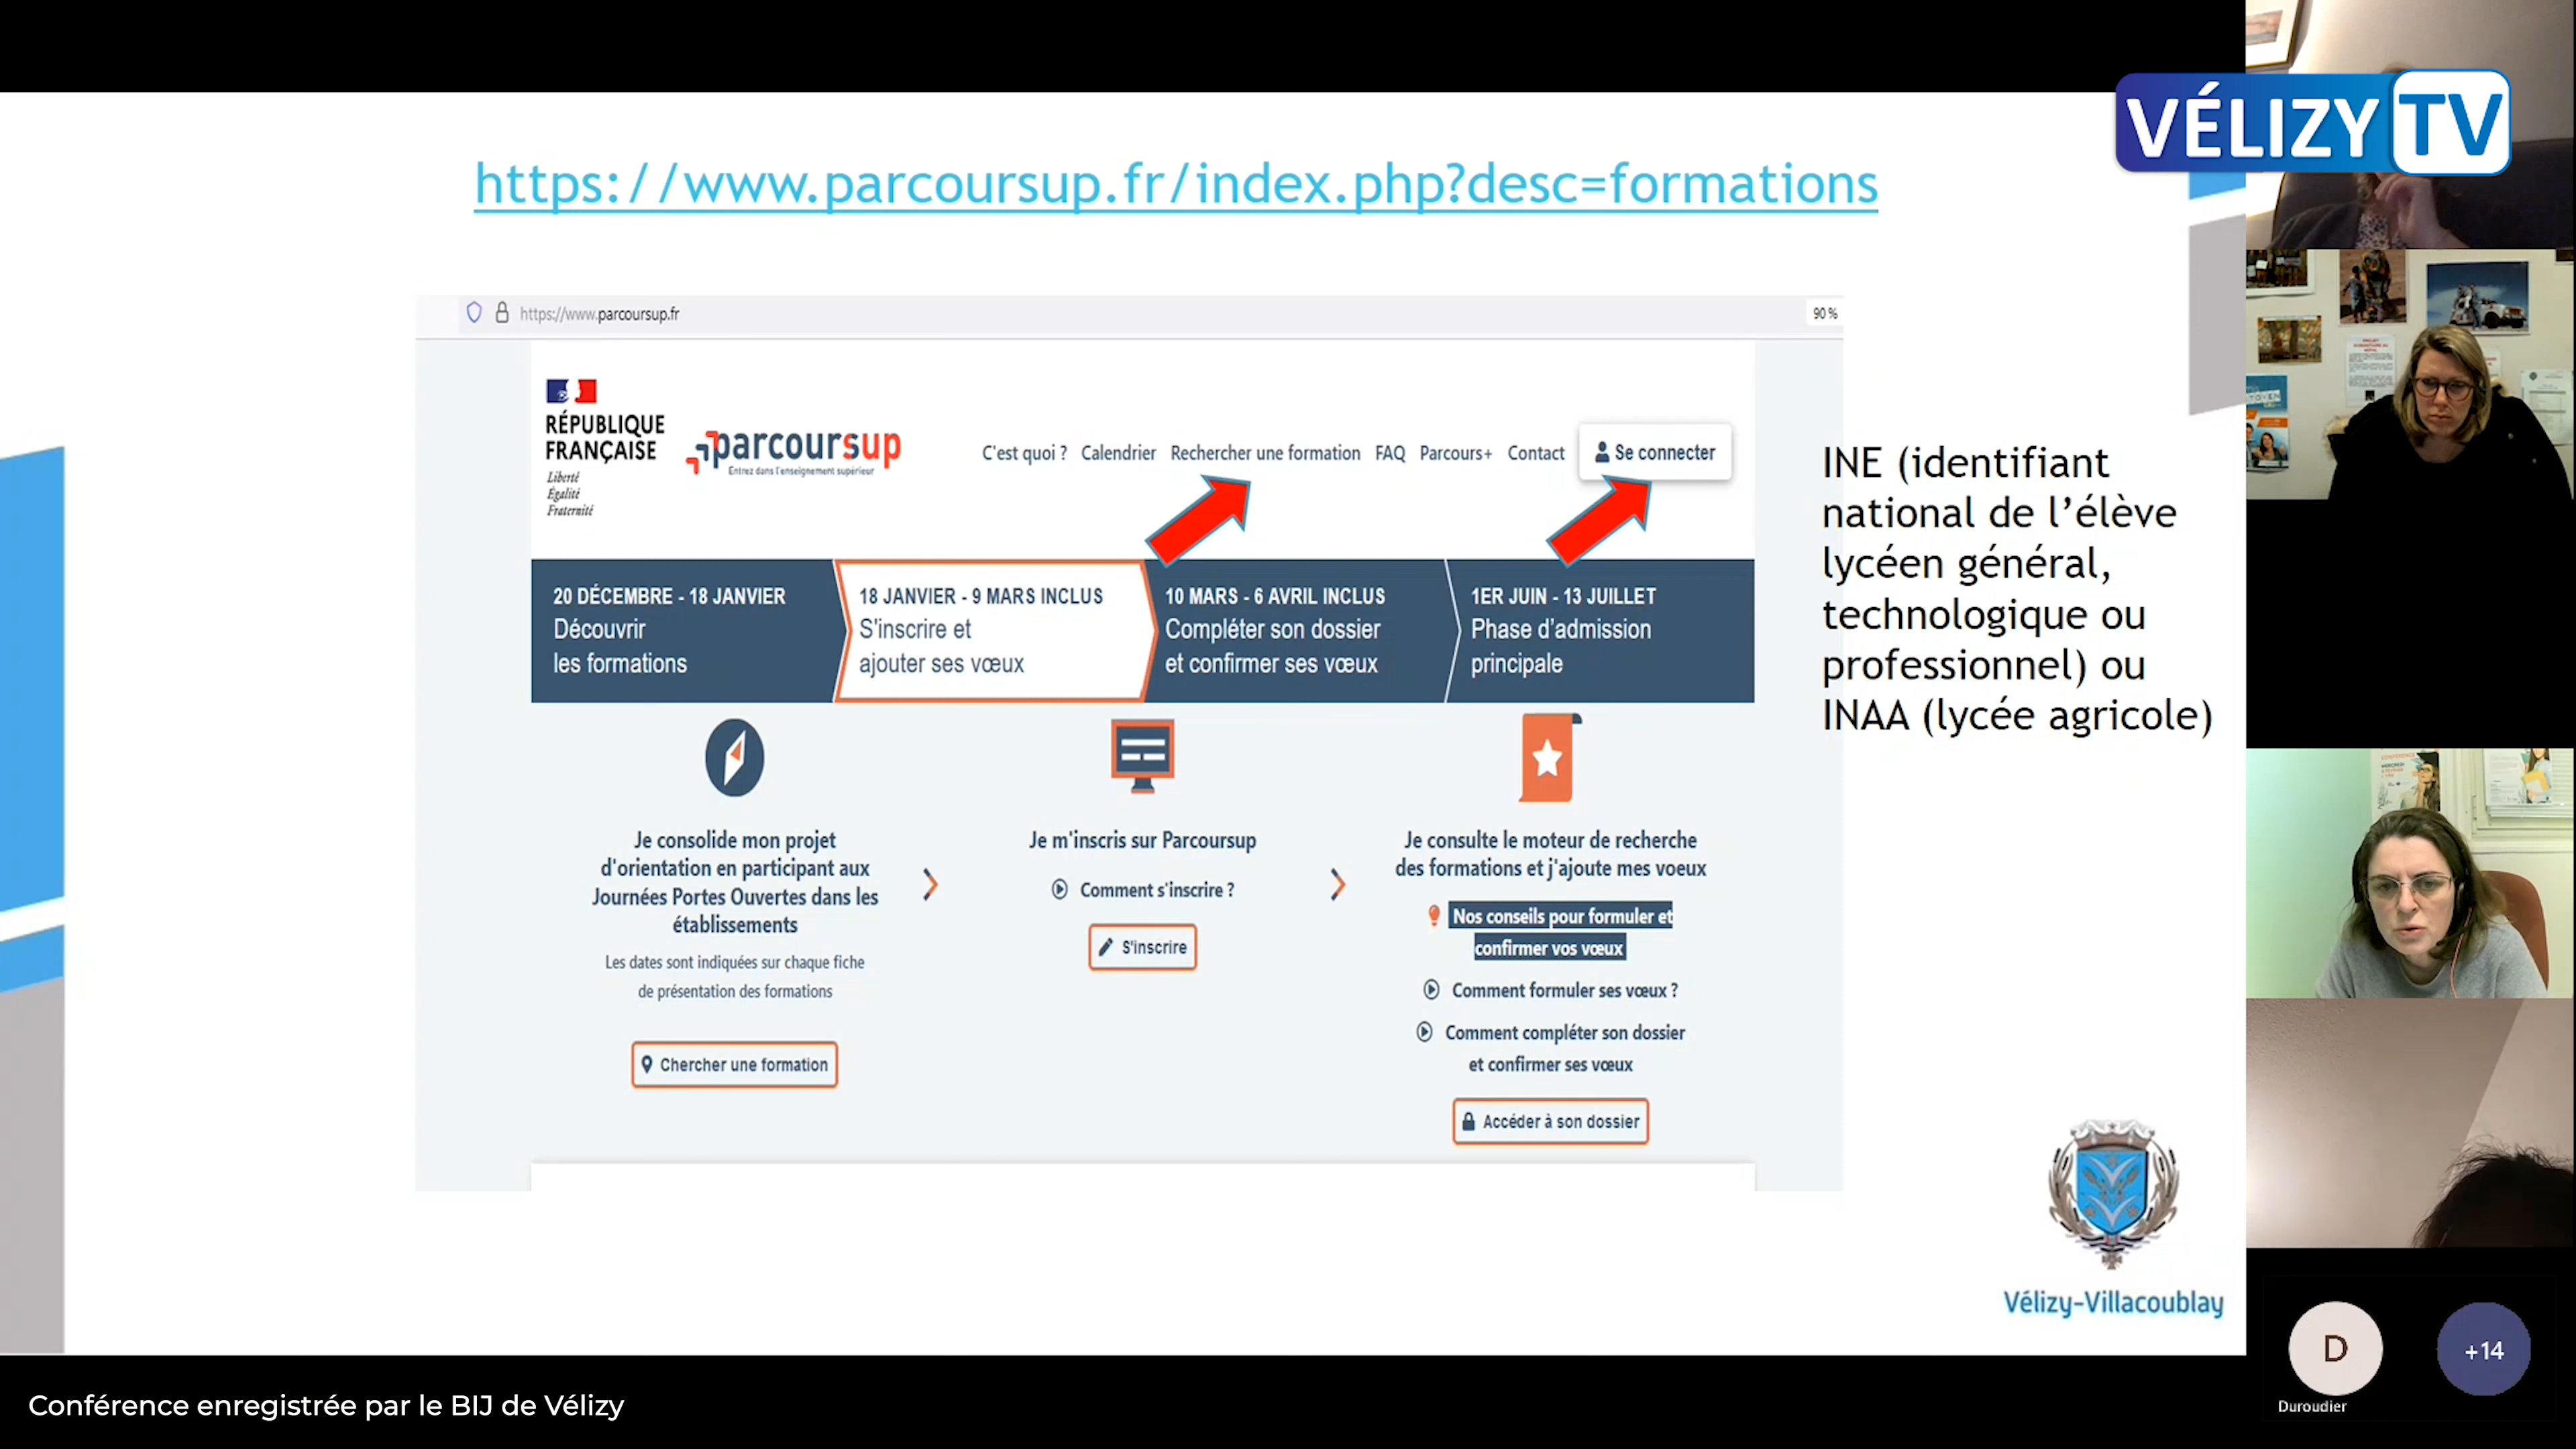 VÉLIZY TV
https://www.parcoursup.fr/index.php?desc=formations
https://www.parcoursup.fr
90 %
RÉPUBLIQUE
FRANÇAISE
Liberté
Égalité
Fraternité
parcoursup
Entrez dans l'enseignement supérieur
C'est quoi ? Calendrier Rechercher une formation FAQ Parcours+ Contact Se connecter
20 DÉCEMBRE - 18 JANVIER
Découvrir
les formations
18 JANVIER - 9 MARS INCLUS
S'inscrire et
ajouter ses vœux
10 MARS - 6 AVRIL INCLUS
Compléter son dossier
et confirmer ses vœux
1ER JUIN - 13 JUILLET
Phase d'admission
principale
INE (identifiant
national de l'élève
lycéen général,
technologique ou
professionnel) ou
INAA (lycée agricole)
Je consolide mon projet
d'orientation en participant aux
Journées Portes Ouvertes dans les
établissements
Les dates sont indiquées sur chaque fiche
de présentation des formations
Chercher une formation
Je m'inscris sur Parcoursup
Comment s'inscrire ?
S'inscrire
Je consulte le moteur de recherche
des formations et j'ajoute mes voeux
Nos conseils pour formuler et
confirmer vos vœux
Comment formuler ses vœux ?
Comment compléter son dossier
et confirmer ses vœux
Accéder à son dossier
Vélizy-Villacoublay
D
Duroudier
+14
Conférence enregistrée par le BIJ de Vélizy